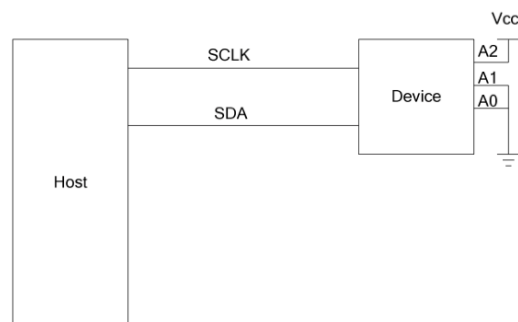 Vcc
SCLK
A2
A1
Device
A0
SDA
Host